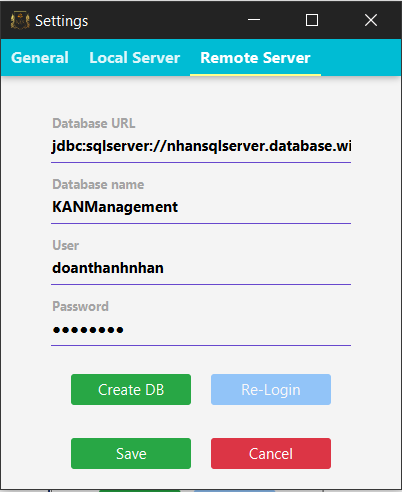 Settings
General Local Server Remote Server
Database URL
jdbc:sqlserver://nhansqlserver.database.wi
Database name
KANManagement
User
doanthanhnhan
Password
●●●●●●●●
Create DB Re-Login
Save Cancel